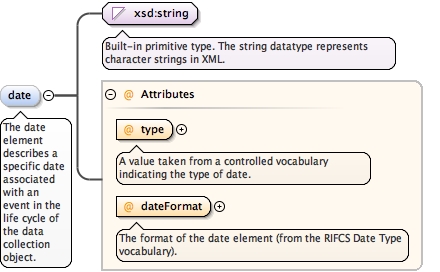 xsd:string
Built-in primitive type. The string datatype represents
character strings in XML.
date
The date
element
describes a
specific date
associated
with an
event in the
life cycle of
the data
collection
object.
@ Attributes
@ type
A value taken from a controlled vocabulary
indicating the type of date.
@ dateFormat
The format of the date element (from the RIFCS Date Type
vocabulary).